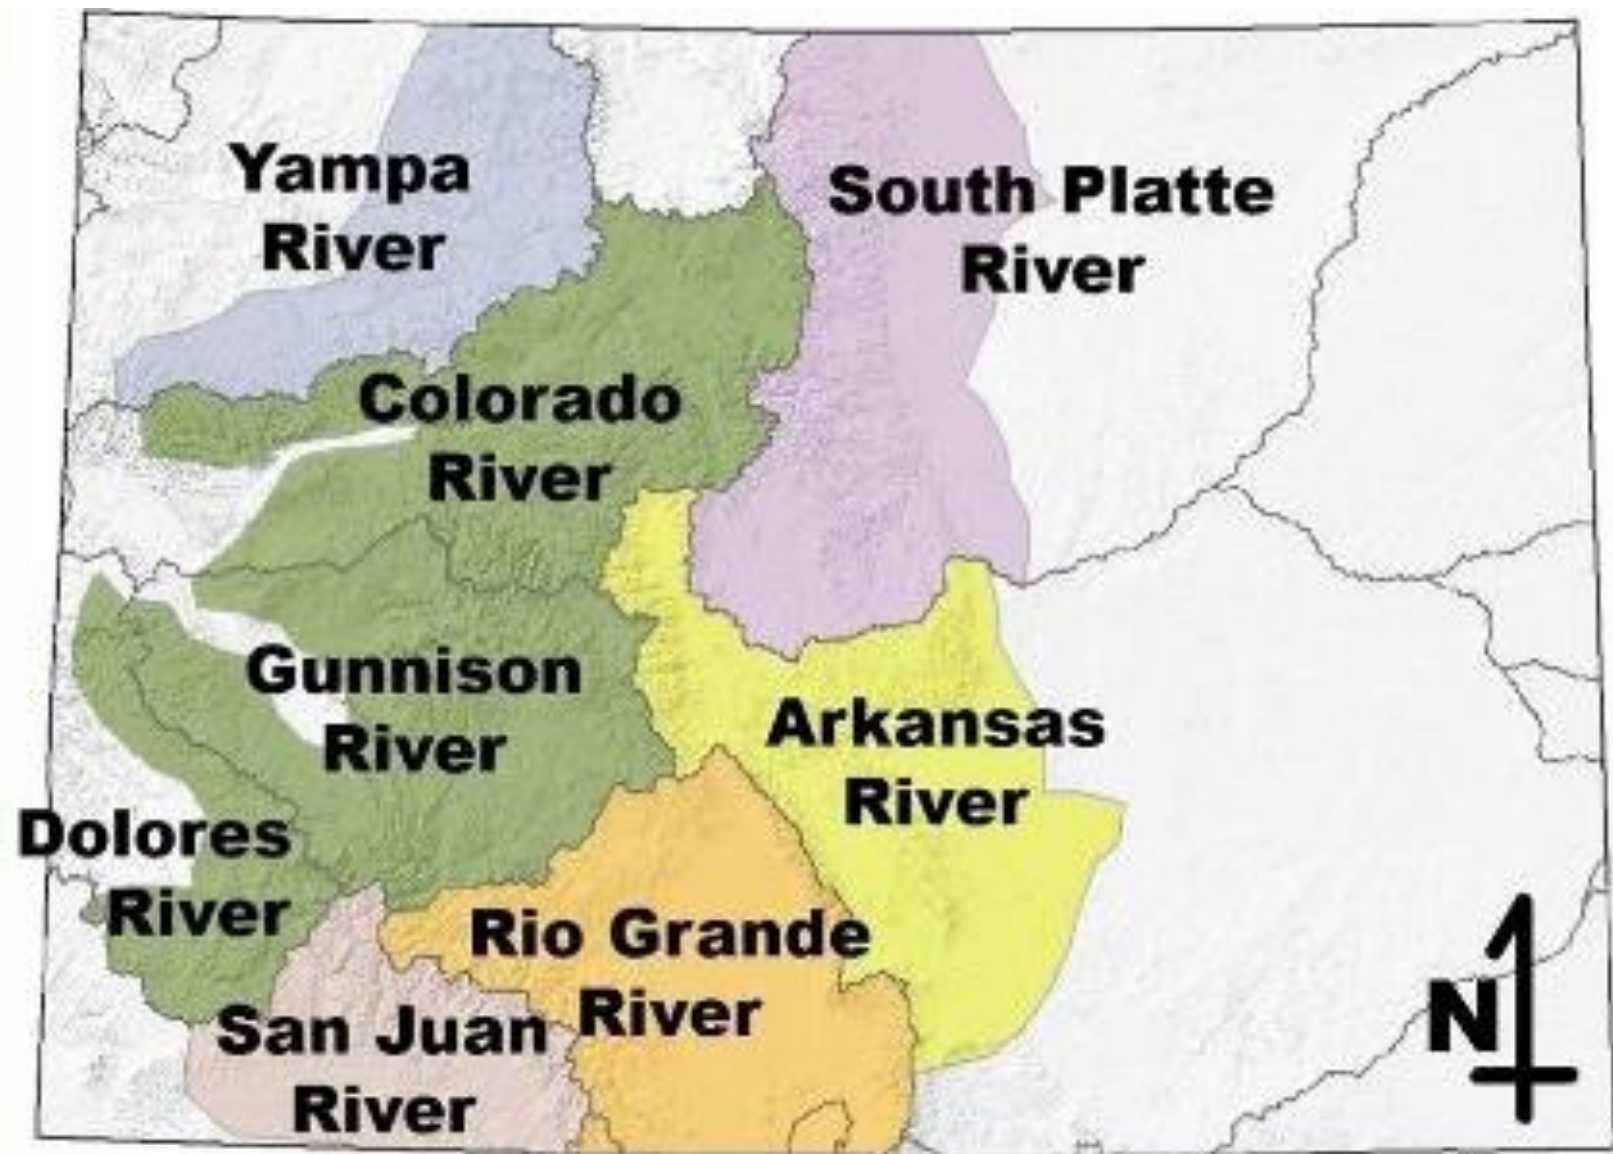 Yampa
River
South Platte
River
Colorado
River
Gunnison
River
Arkansas
River
Dolores
River
Rio Grande
River
San Juan
River
N